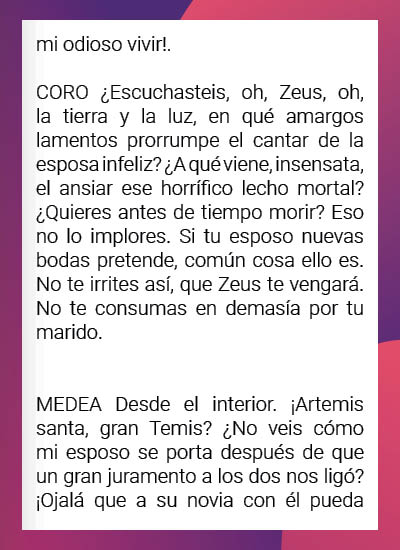 mi odioso vivir!.
CORO ¿Escuchasteis, oh, Zeus, oh,
la tierra y la luz, en qué amargos
lamentos prorrumpe el cantar de la
esposa infeliz? ¿A qué viene, insensata,
el ansiar ese horrífico lecho mortal?
¿Quieres antes de tiempo morir? Eso
no lo implores. Si tu esposo nuevas
bodas pretende, común cosa ello es.
No te irrites así, que Zeus te vengará.
No te consumas en demasía por tu
marido.
MEDEA Desde el interior. ¡Artemis
santa, gran Temis? ¿No veis cómo
mi esposo se porta después de que
un gran juramento a los dos nos ligó?
¡Ojalá que a su novia con él pueda